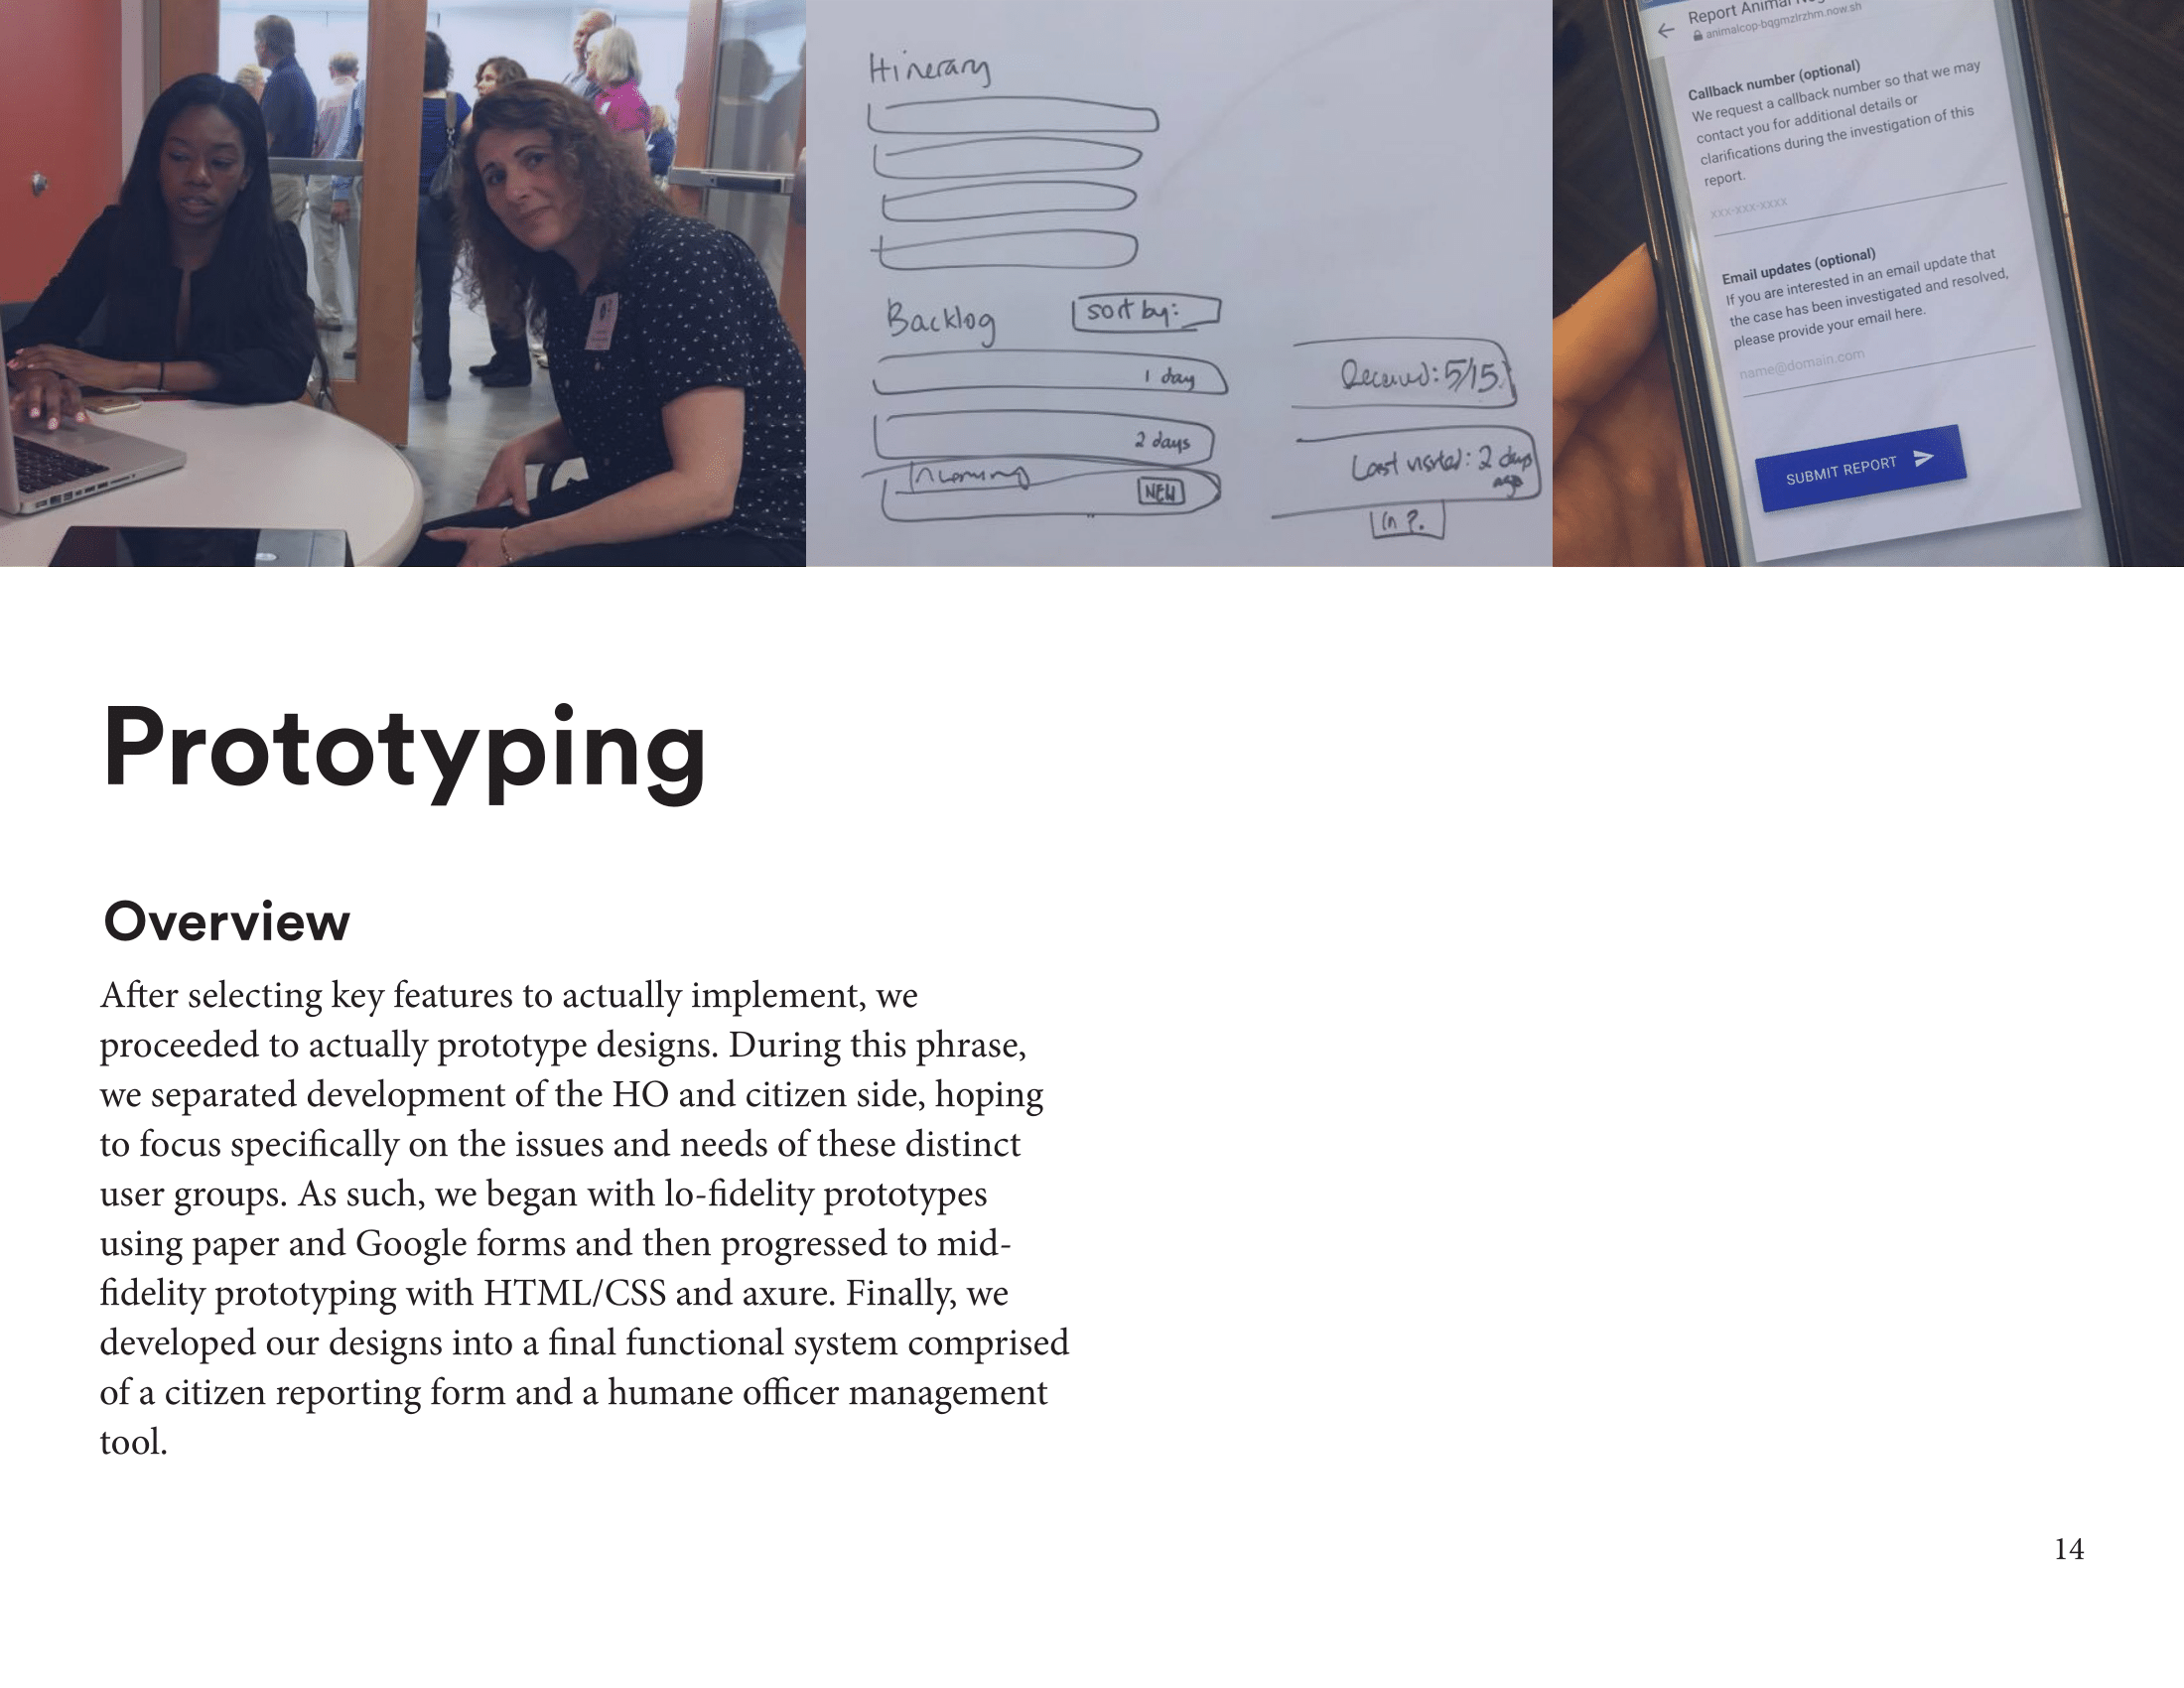 Itinerary
Backlog
sort by:
1 day
2 days
Incoming
NEW
Received: 5/15
Last visited: 2 days
ago
In P.
Report Animal
animalcop-bqgmzlrzhm.now.sh
Callback number (optional)
We request a callback number so that we may
contact you for additional details or
clarifications during the investigation of this
report.
xxx-xxx-xxxx
Email updates (optional)
If you are interested in an email update that
the case has been investigated and resolved,
please provide your email here.
name@domain.com
SUBMIT REPORT
Prototyping
Overview
After selecting key features to actually implement, we
proceeded to actually prototype designs. During this phrase,
we separated development of the HO and citizen side, hoping
to focus specifically on the issues and needs of these distinct
user groups. As such, we began with lo-fidelity prototypes
using paper and Google forms and then progressed to mid-
fidelity prototyping with HTML/CSS and axure. Finally, we
developed our designs into a final functional system comprised
of a citizen reporting form and a humane officer management
tool.
14